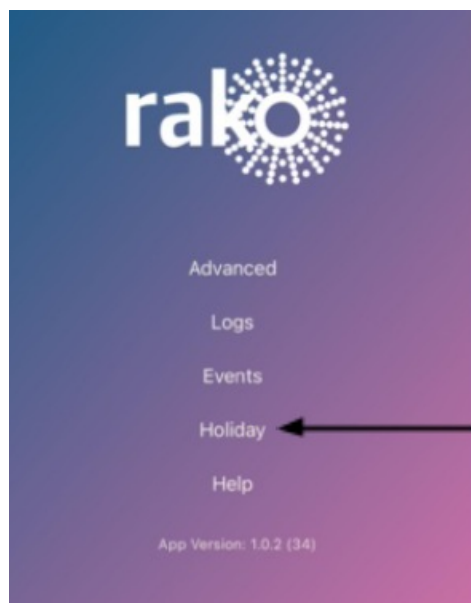 rako
Advanced
Logs
Events
Holiday
Help
App Version: 1.0.2 (34)